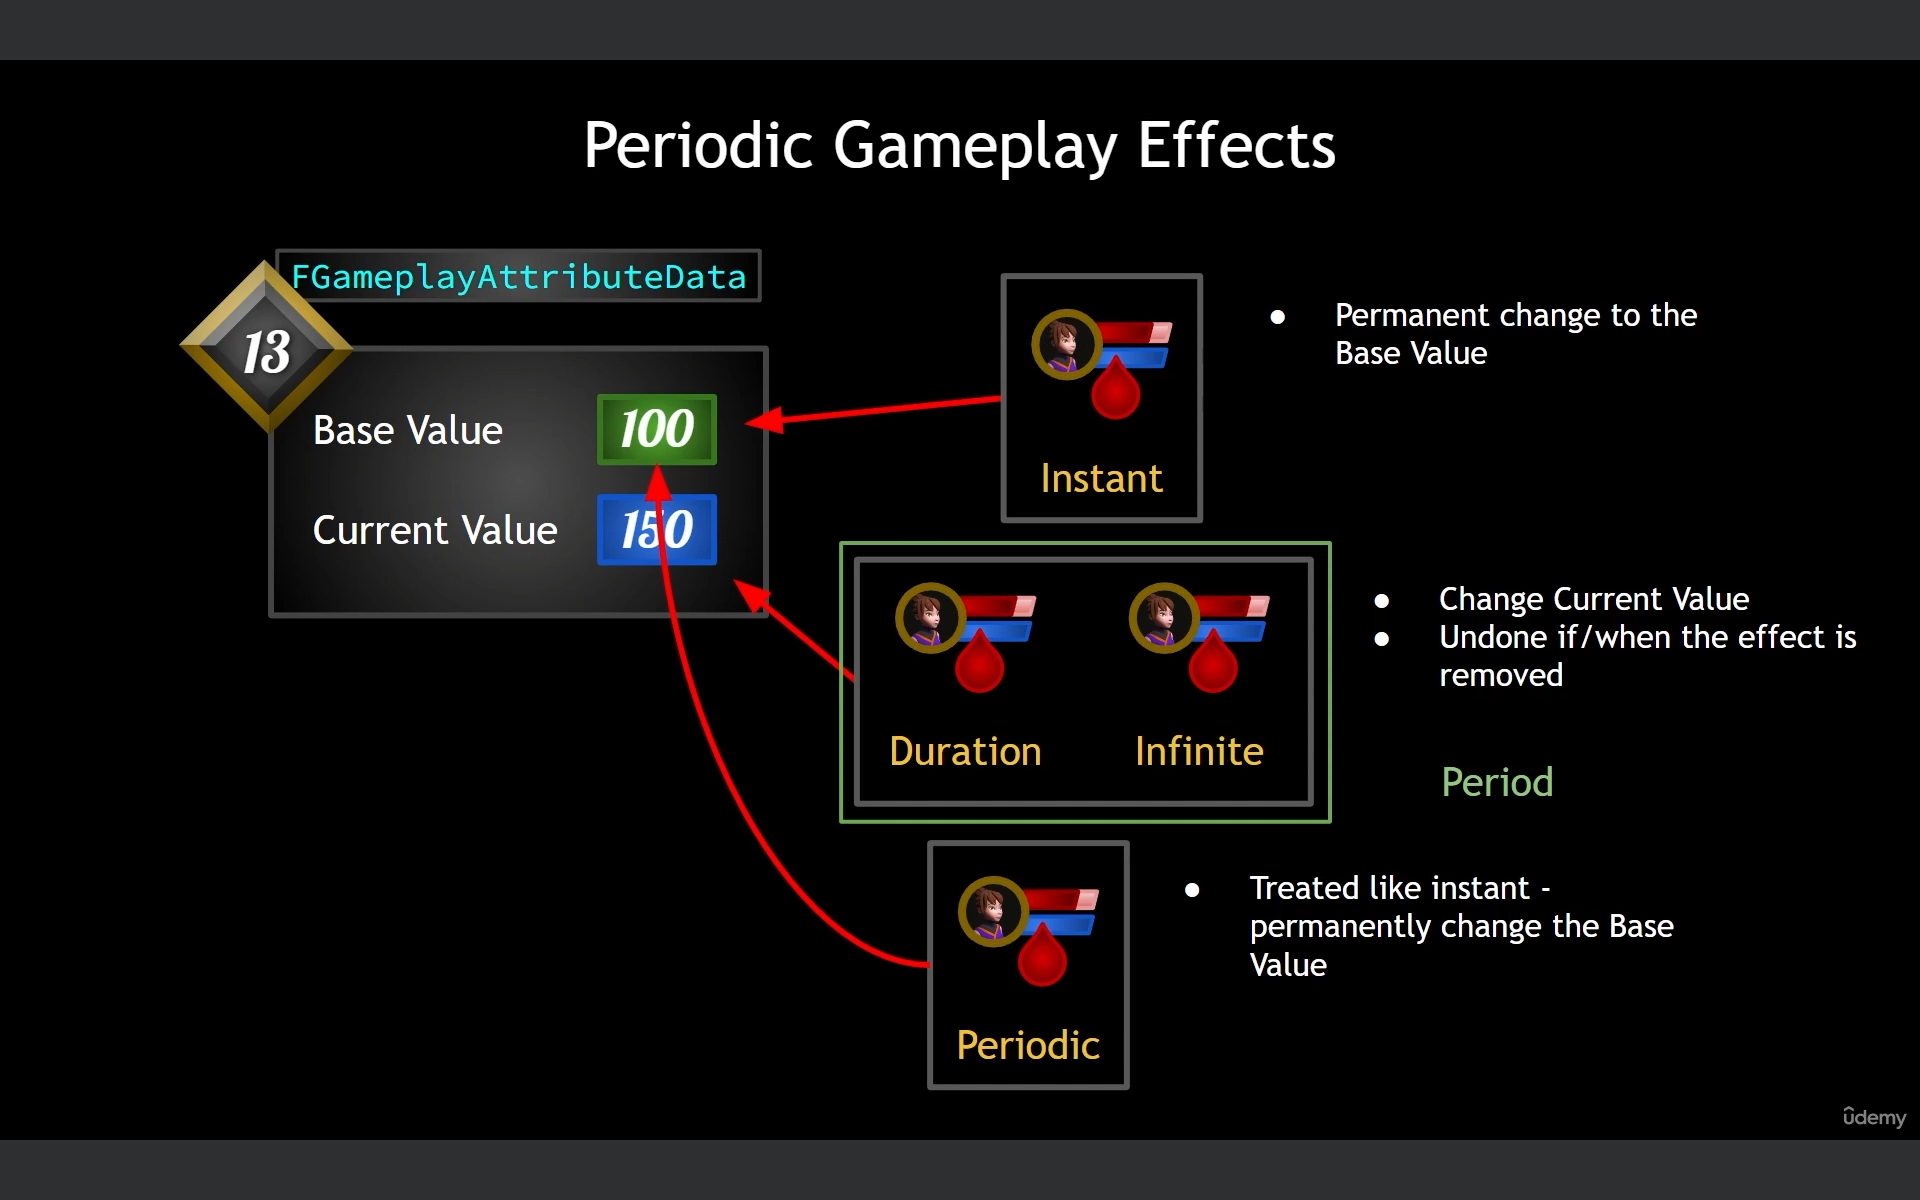 Periodic Gameplay Effects
FGameplayAttributeData
13
Base Value 100
Current Value 150
Instant
● Permanent change to the
Base Value
Duration Infinite
● Change Current Value
● Undone if/when the effect is
removed
Period
Periodic
● Treated like instant -
permanently change the Base
Value
ûdemy